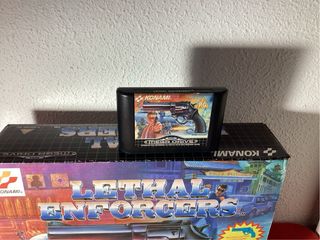 KONAMI
MEGA DRIVE
KONAMI
KONAMI
LETHAL
ENFORCERS